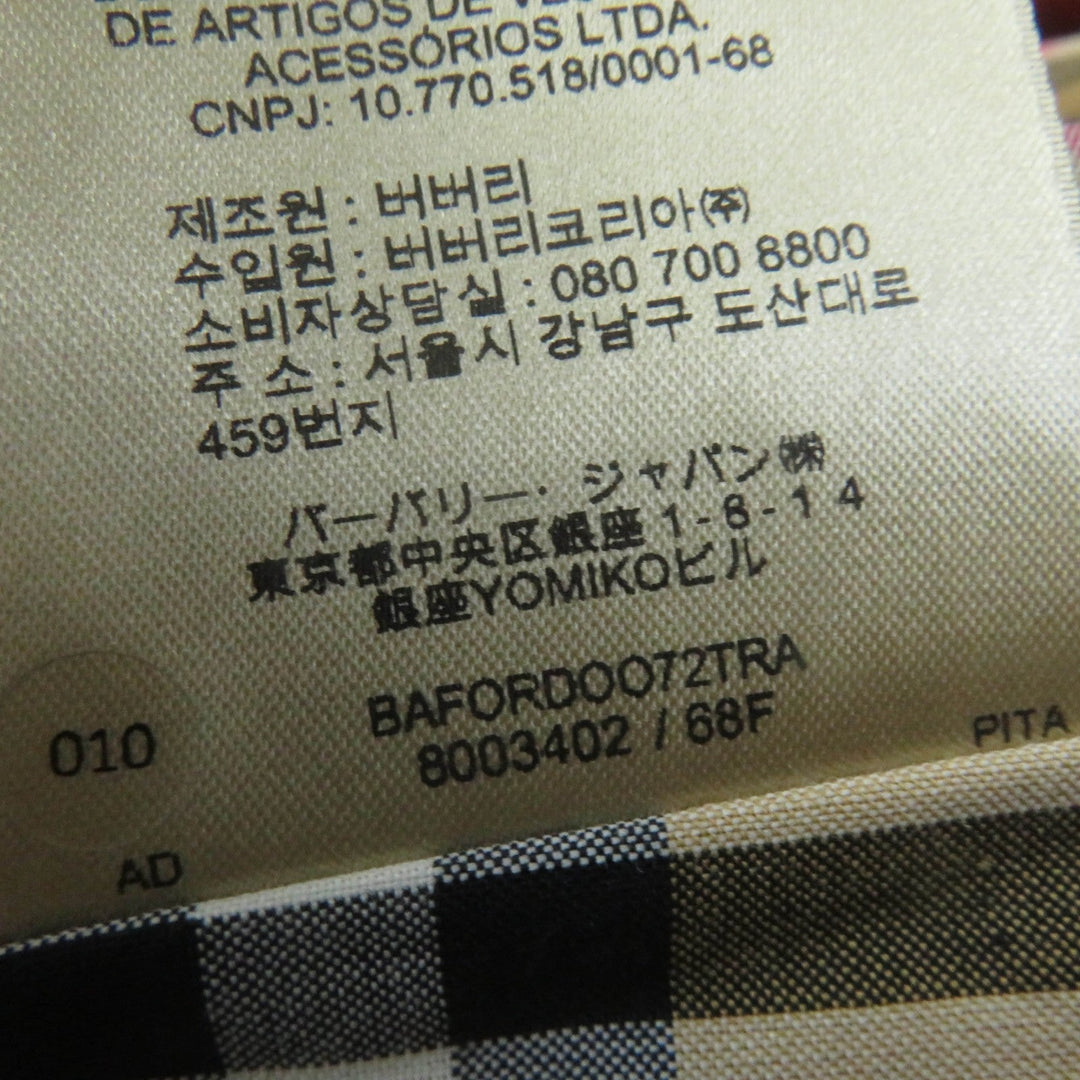 DE ARTIGOS DE
ACESSÓRIOS LTDA.
CNPJ: 10.770.518/0001-68
제조원 : 버버리
수입원 : 버버리코리아㈜
소비자상담실 : 080 700 8800
주 소 : 서울시 강남구 도산대로
459번지
バーバリー・ジャパン㈱
東京都中央区銀座 1-8-14
銀座YOMIKOビル
BAFORDOO72TRA
8003402 / 68F
010
PITA
AD